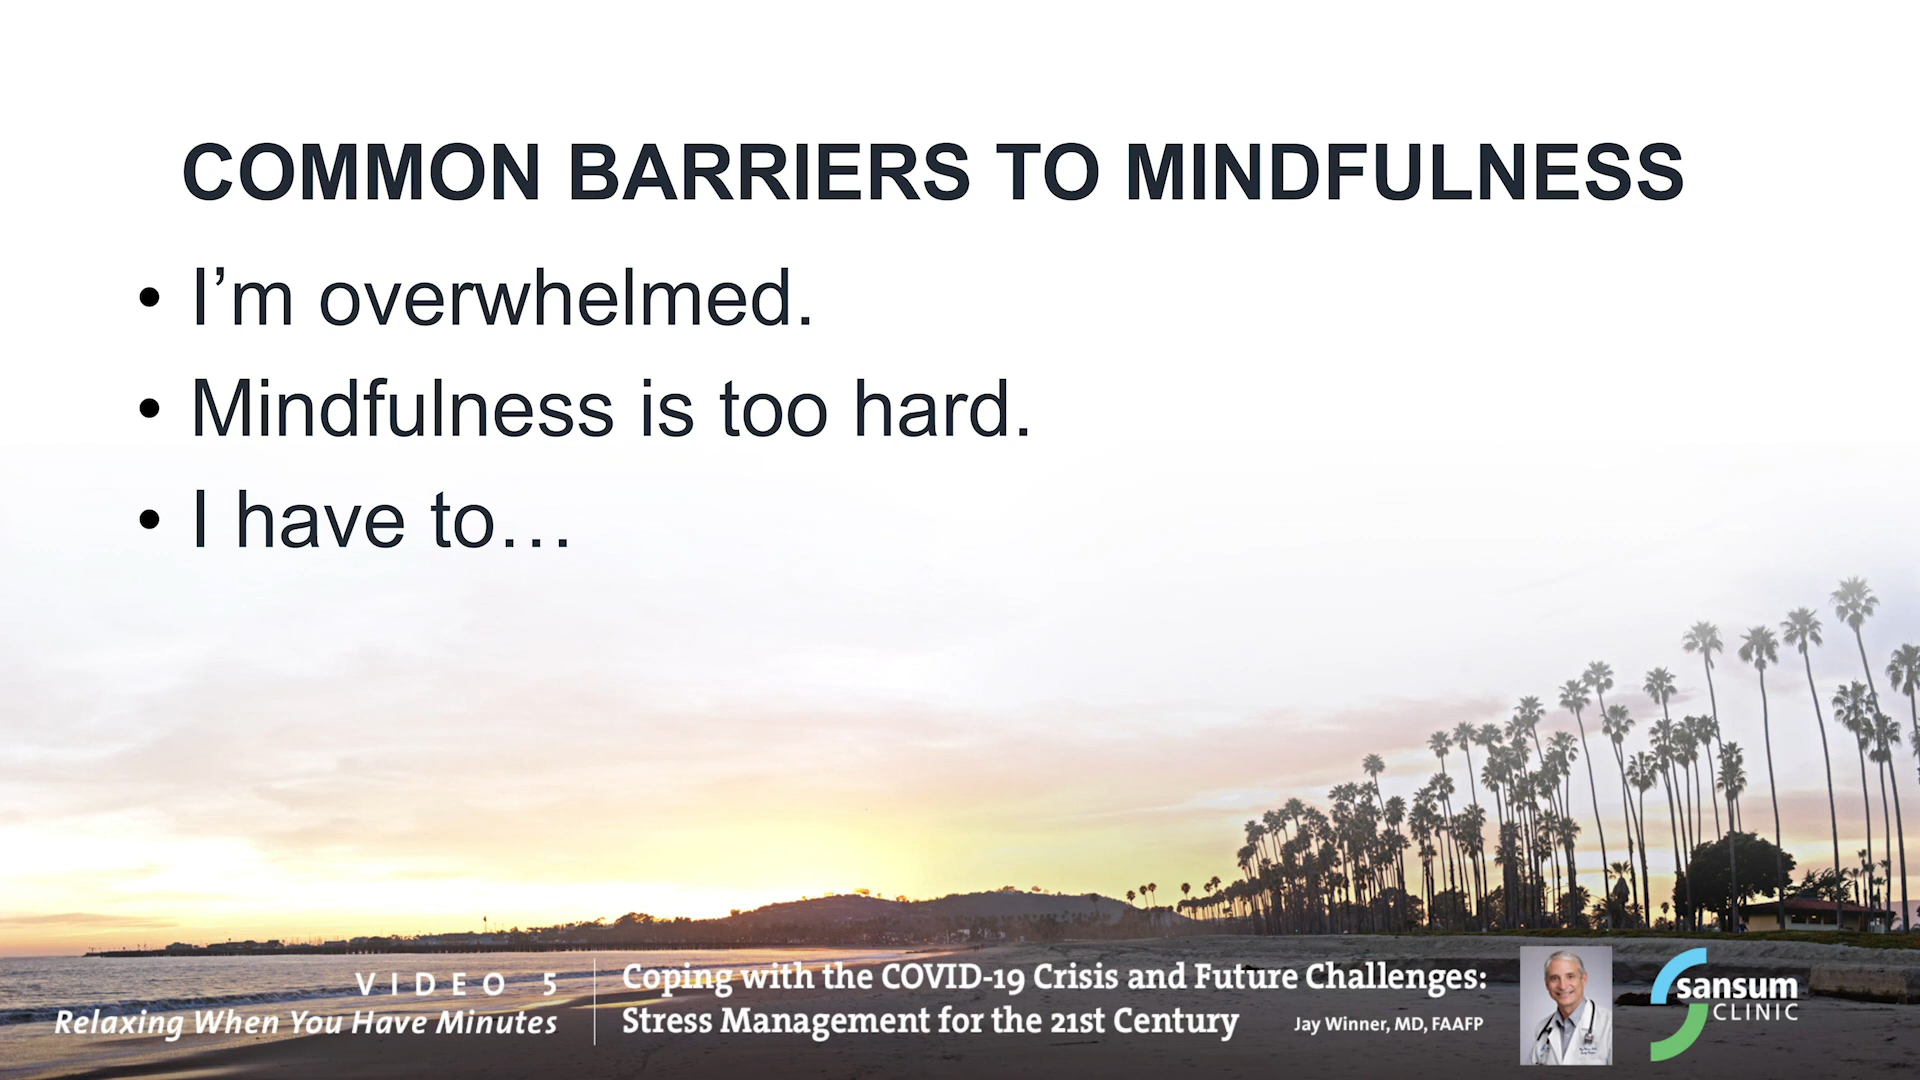 COMMON BARRIERS TO MINDFULNESS
• I’m overwhelmed.
• Mindfulness is too hard.
• I have to…
VIDEO 5
Relaxing When You Have Minutes
Coping with the COVID-19 Crisis and Future Challenges:
Stress Management for the 21st Century
Jay Winner, MD, FAAFP
sansum
CLINIC